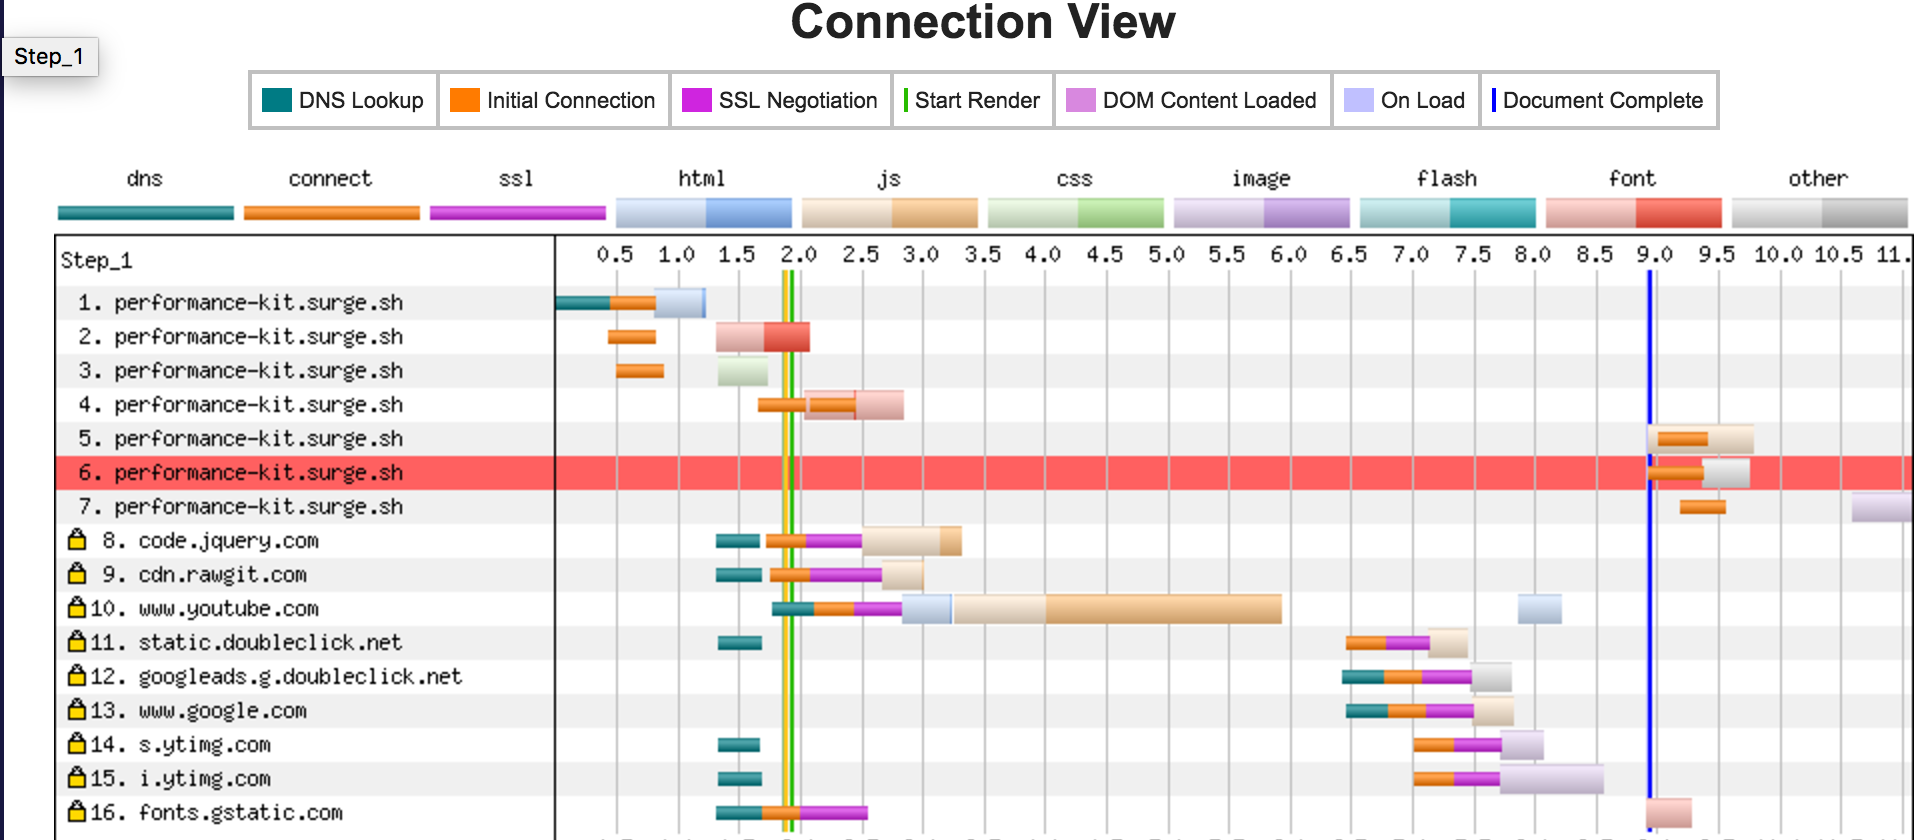 Connection View
Step_1
DNS Lookup Initial Connection SSL Negotiation Start Render DOM Content Loaded On Load Document Complete
dns connect ssl html js css image flash font other
Step_1 0.5 1.0 1.5 2.0 2.5 3.0 3.5 4.0 4.5 5.0 5.5 6.0 6.5 7.0 7.5 8.0 8.5 9.0 9.5 10.0 10.5 11.
1. performance-kit.surge.sh
2. performance-kit.surge.sh
3. performance-kit.surge.sh
4. performance-kit.surge.sh
5. performance-kit.surge.sh
6. performance-kit.surge.sh
7. performance-kit.surge.sh
8. code.jquery.com
9. cdn.rawgit.com
10. www.youtube.com
11. static.doubleclick.net
12. googleads.g.doubleclick.net
13. www.google.com
14. s.ytimg.com
15. i.ytimg.com
16. fonts.gstatic.com